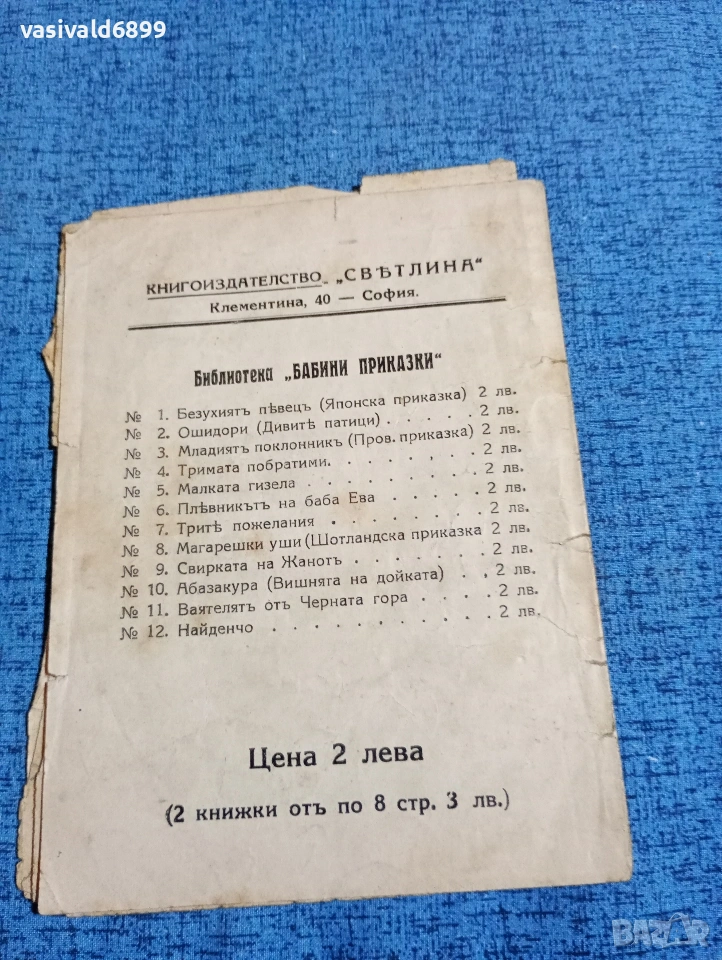 vasivald6899
КНИГОИЗДАТЕЛСТВО „СВѢТЛИНА“
Клементина, 40 — София.
Библиотека „БАБИНИ ПРИКАЗКИ“
№ 1. Безухиятъ пѣвецъ (Японска приказка) 2 лв.
№ 2. Ошидори (Дивитѣ патици) . . . . . 2 лв.
№ 3. Младиятъ поклонникъ (Пров. приказка) 2 лв.
№ 4. Тримата побратими. . . . . . . 2 лв.
№ 5. Малката гизела . . . . . . . 2 лв.
№ 6. Плѣвникътъ на баба Ева . . . . . 2 лв.
№ 7. Тритѣ пожелания . . . . . . . 2 лв.
№ 8. Магарешки уши (Шотландска приказка 2 лв.
№ 9. Свирката на Жанотъ . . . . . . 2 лв.
№ 10. Абазакура (Вишнята на дойката) . . 2 лв.
№ 11. Ваятелятъ отъ Черната гора . . . . 2 лв.
№ 12. Найденчо . . . . . . . . . 2 лв.
Цена 2 лева
(2 книжки отъ по 8 стр. 3 лв.)
BAZAR